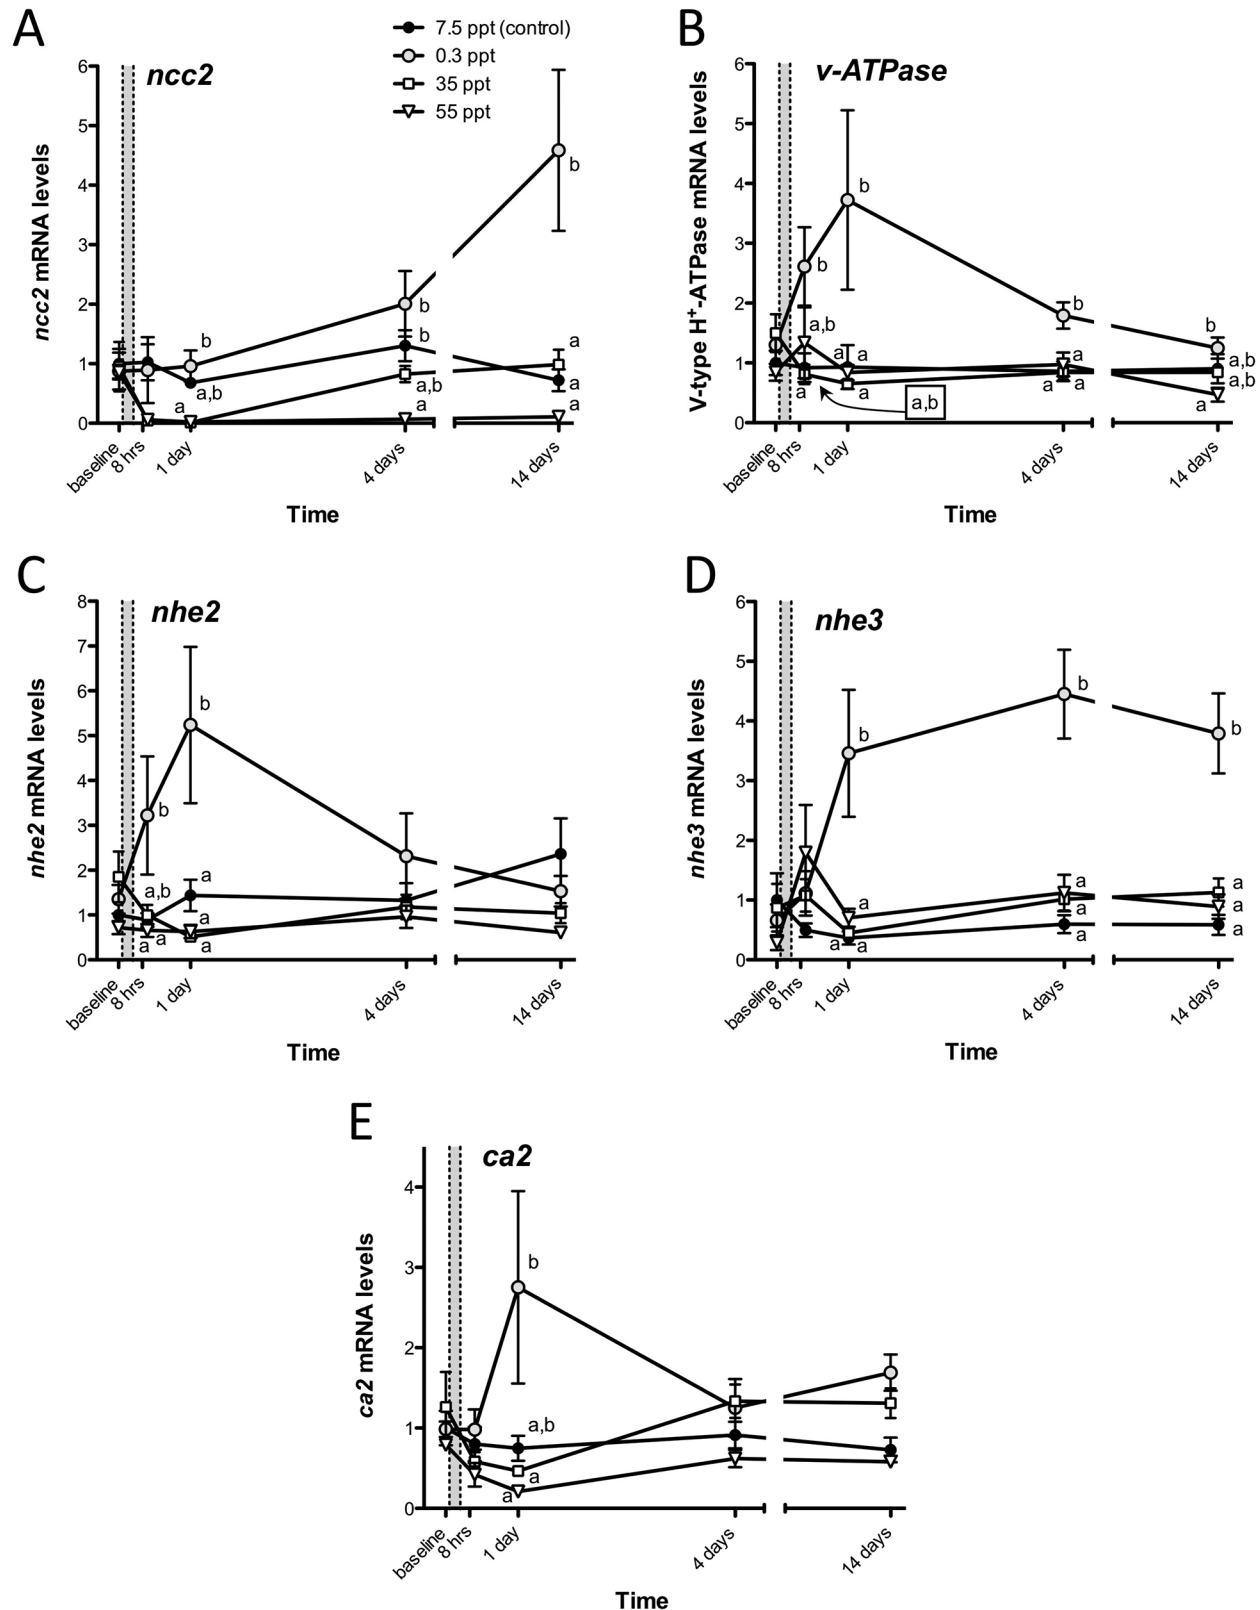 A
7.5 ppt (control)
0.3 ppt
35 ppt
55 ppt
ncc2
ncc2 mRNA levels
6
5
4
3
2
1
0
b
b
b
b
a,b
a
a,b
a
a
a
a
baseline
8 hrs
1 day
4 days
14 days
Time
B
v-ATPase
V-type H+-ATPase mRNA levels
6
5
4
3
2
1
0
b
b
b
b
a,b
a
a
a
a
a,b
a
a
a
a,b
a,b
a
baseline
8 hrs
1 day
4 days
14 days
Time
C
nhe2
nhe2 mRNA levels
8
7
6
5
4
3
2
1
0
b
b
a,b
a
a
a
a
a
baseline
8 hrs
1 day
4 days
14 days
Time
D
nhe3
nhe3 mRNA levels
6
5
4
3
2
1
0
b
b
b
a
a
a
a
a
a
a
a
a
baseline
8 hrs
1 day
4 days
14 days
Time
E
ca2
ca2 mRNA levels
4
3
2
1
0
b
a,b
a
a
baseline
8 hrs
1 day
4 days
14 days
Time